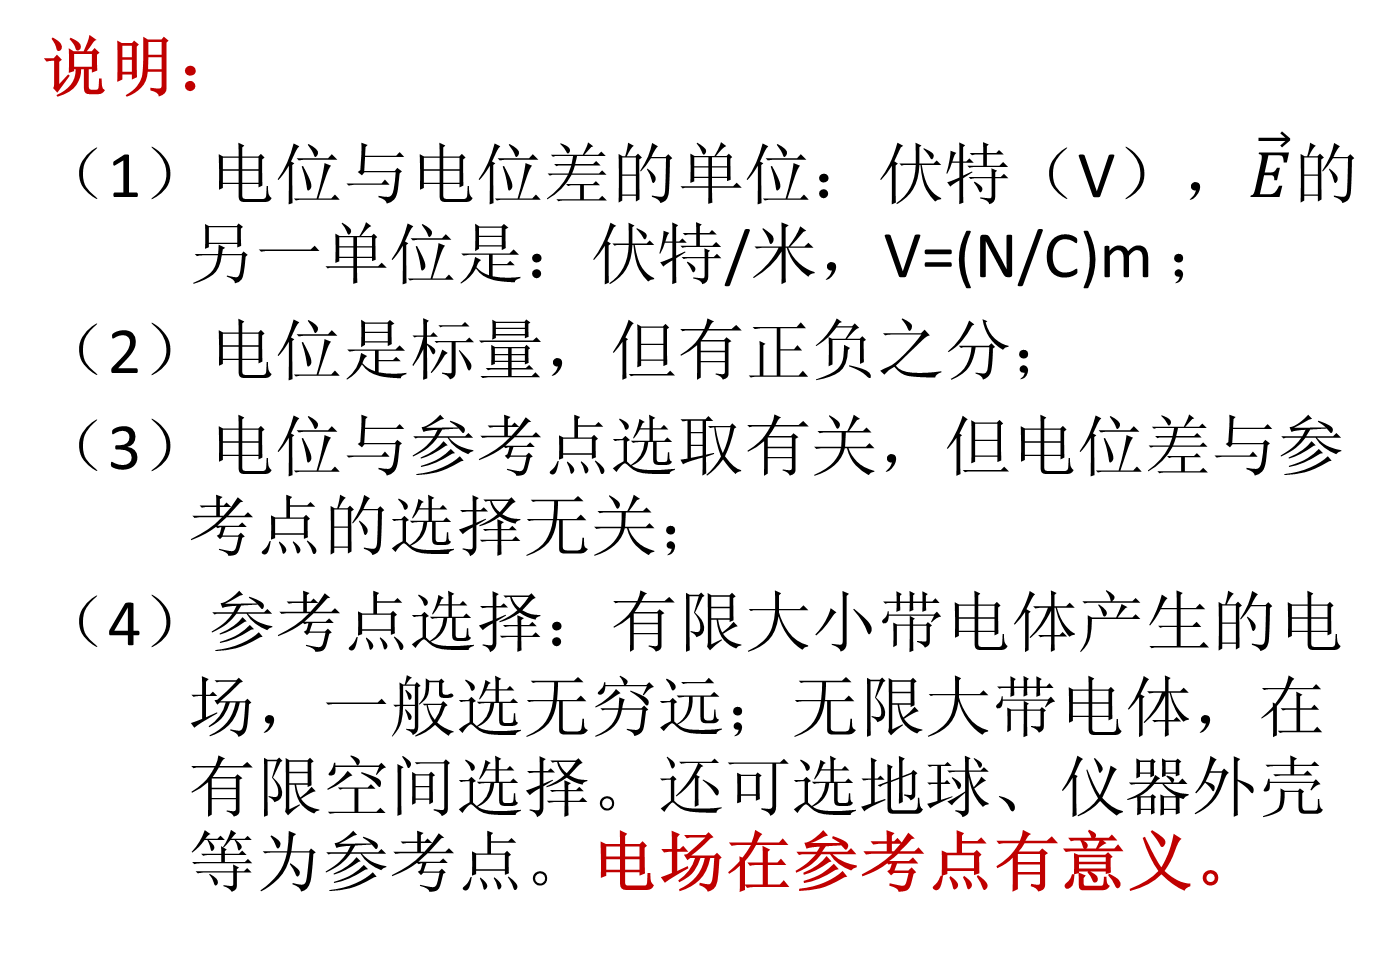 说明：
（1）电位与电位差的单位：伏特（V），$\vec{E}$的
另一单位是：伏特/米，V=(N/C)m；
（2）电位是标量，但有正负之分；
（3）电位与参考点选取有关，但电位差与参
考点的选择无关；
（4）参考点选择：有限大小带电体产生的电
场，一般选无穷远；无限大带电体，在
有限空间选择。还可选地球、仪器外壳
等为参考点。电场在参考点有意义。